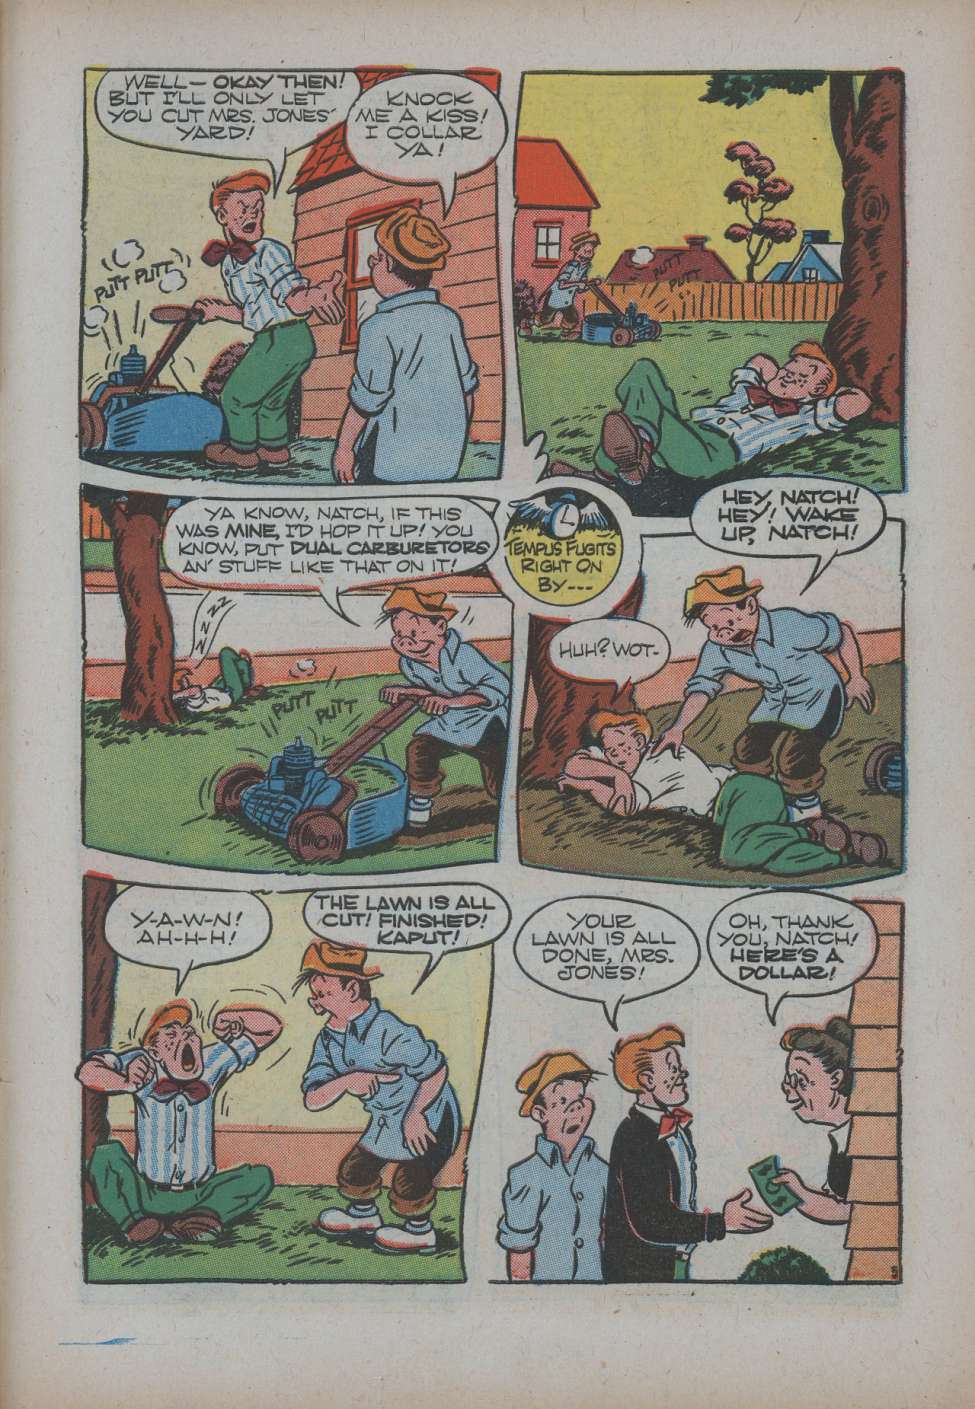 WELL — OKAY THEN!
BUT I'LL ONLY LET
YOU CUT MRS. JONES'
YARD!
KNOCK
ME A KISS!
I COLLAR
YA!
PUTT PUTT
PUTT
PUTT
YA KNOW, NATCH, IF THIS
WAS MINE, I'D HOP IT UP! YOU
KNOW, PUT DUAL CARBURETORS
AN' STUFF LIKE THAT ON IT!
ZZ
N
N
PUTT
PUTT
TEMPUS FUGITS
RIGHT ON
BY---
HEY, NATCH!
HEY! WAKE
UP, NATCH!
HUH? WOT-
Y-A-W-N!
AH-H-H!
THE LAWN IS ALL
CUT! FINISHED!
KAPUT!
YOUR
LAWN IS ALL
DONE, MRS.
JONES!
OH, THANK
YOU, NATCH!
HERE'S A
DOLLAR!
5